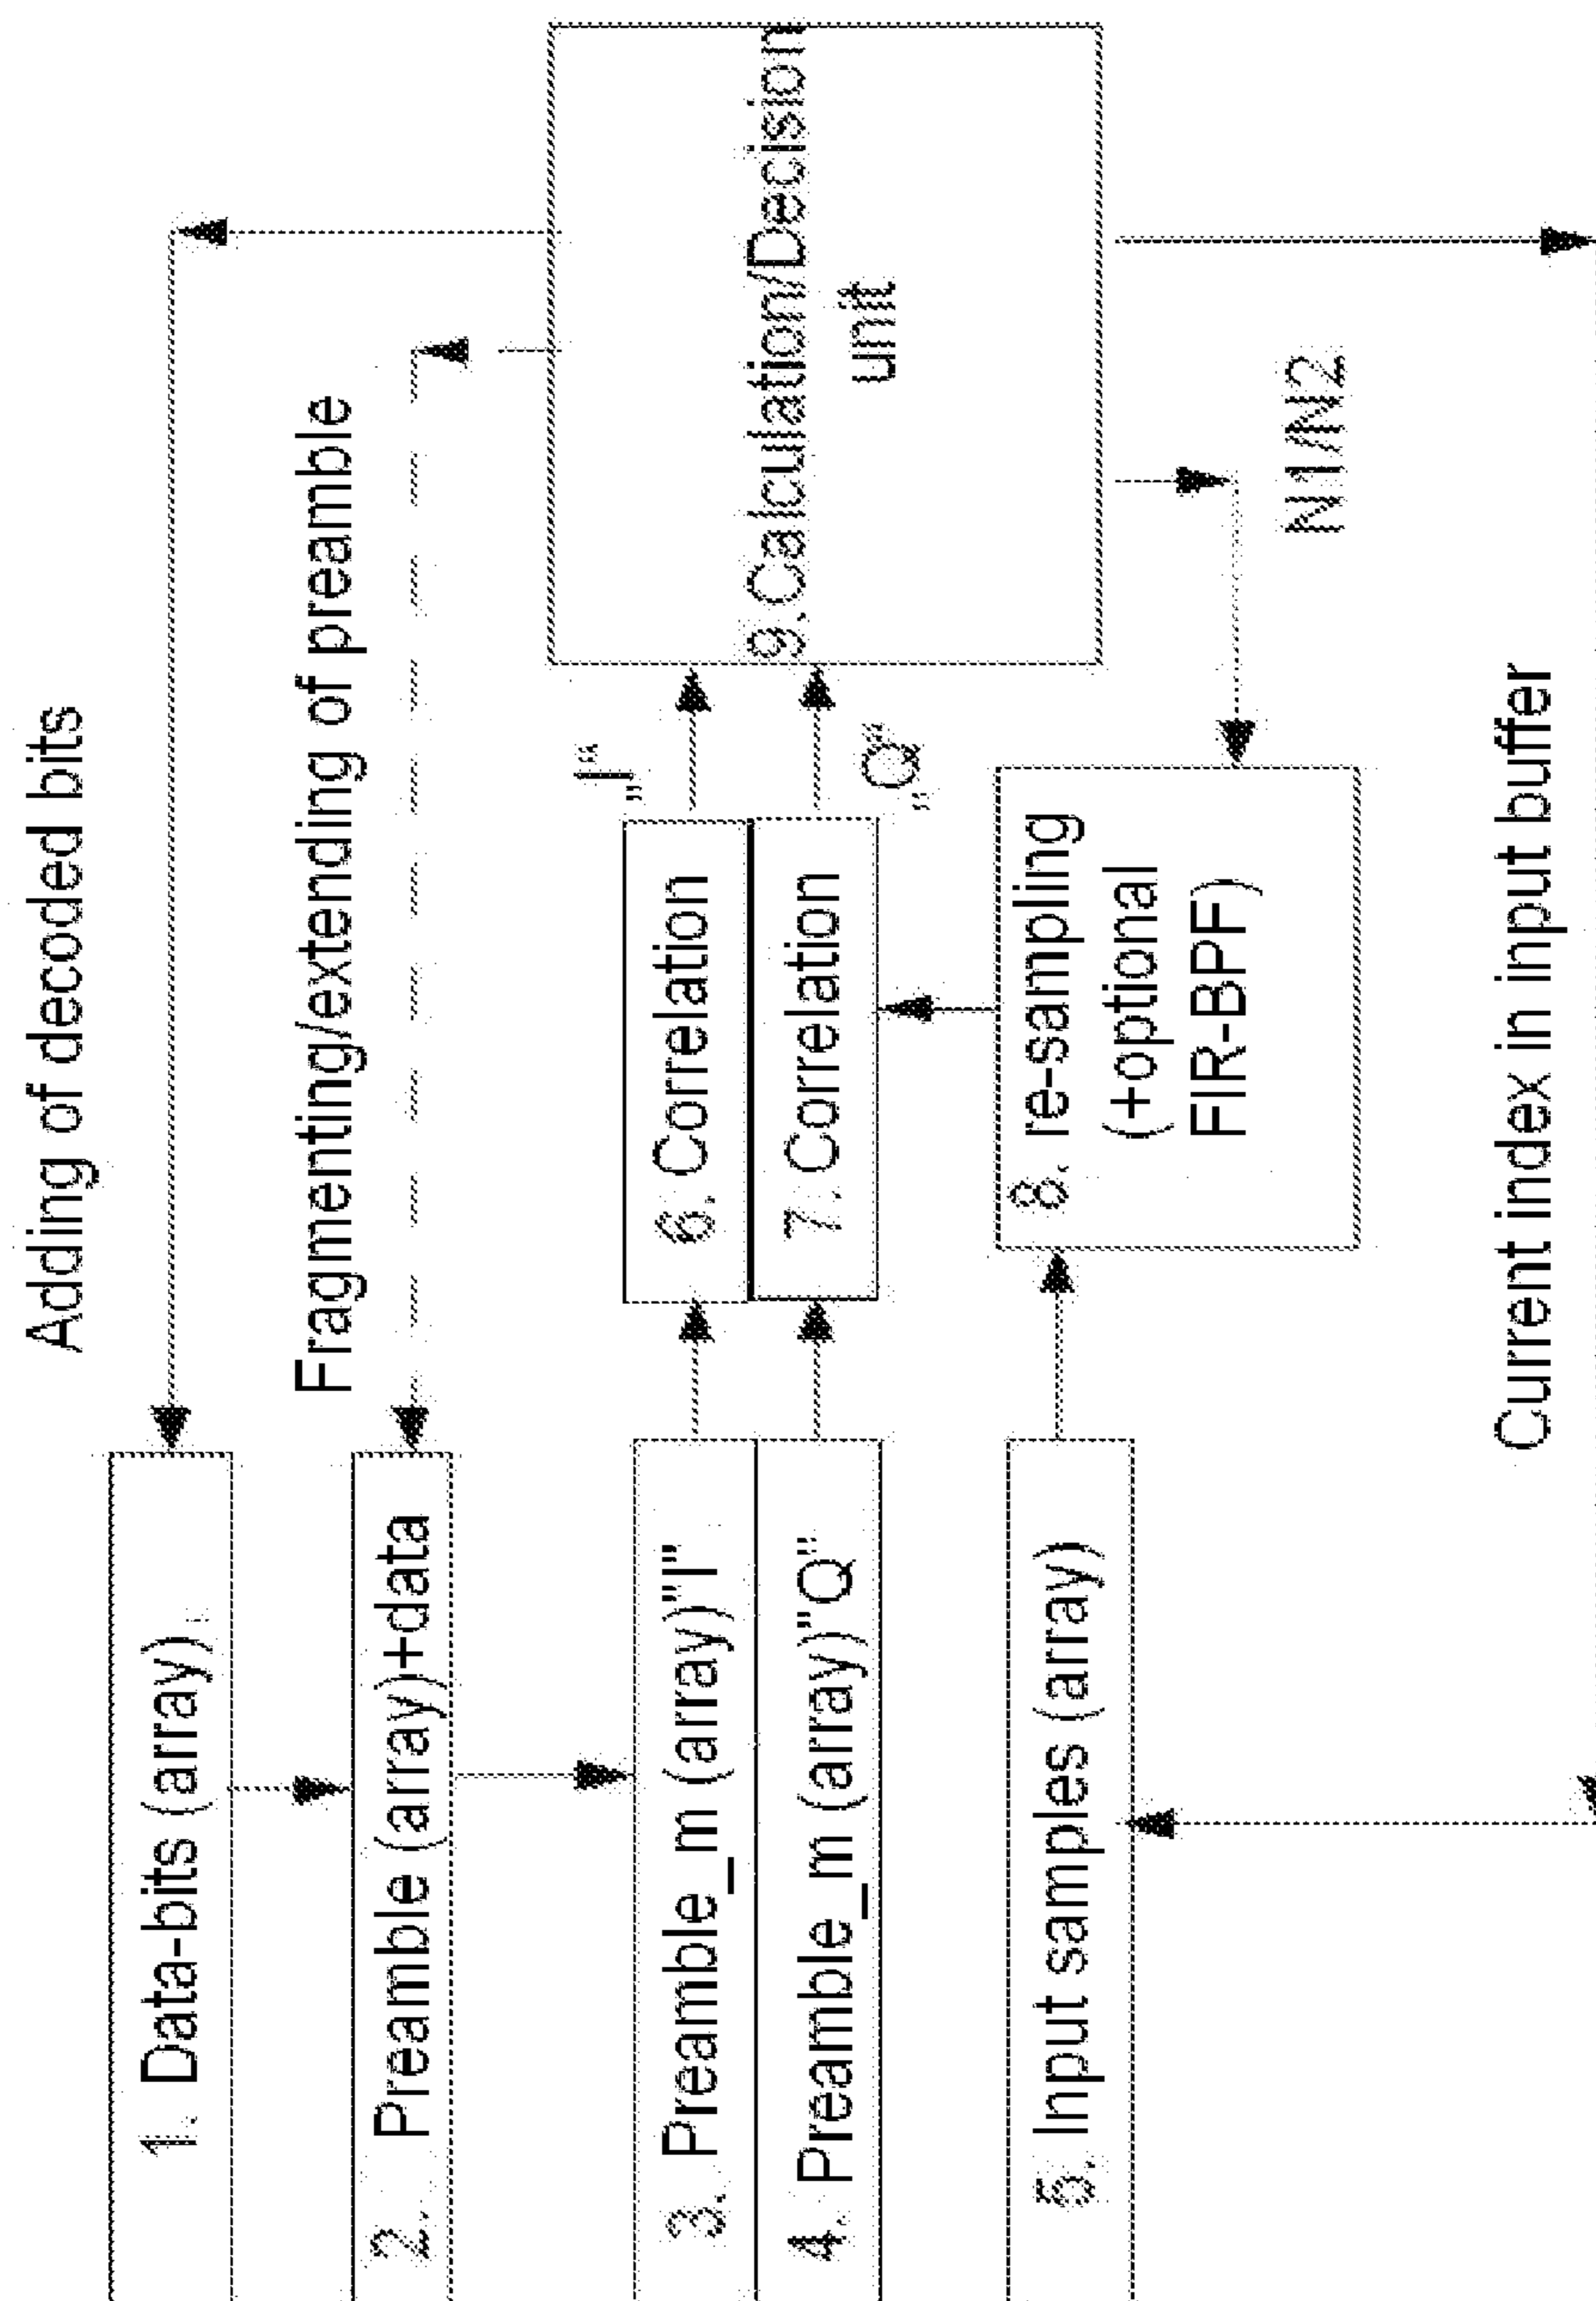 Adding of decoded bits
1. Data-bits (array)
Fragmenting/extending of preamble
2. Preamble (array)+data
3. Preamble_m (array)"I"
4. Preamble_m (array)"Q"
6. Correlation
7. Correlation
„I“
„Q“
9.Calculation/Decision
unit
5. Input samples (array)
8. re-sampling
(+optional
FIR-BPF)
N1/N2
Current index in input buffer